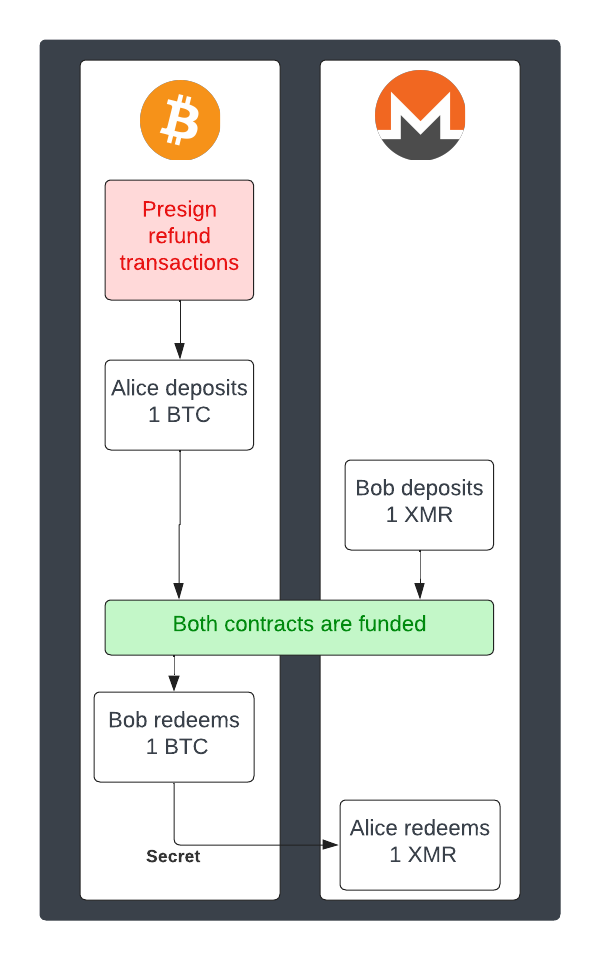 Presign
refund
transactions
Alice deposits
1 BTC
Bob deposits
1 XMR
Both contracts are funded
Bob redeems
1 BTC
Alice redeems
1 XMR
Secret